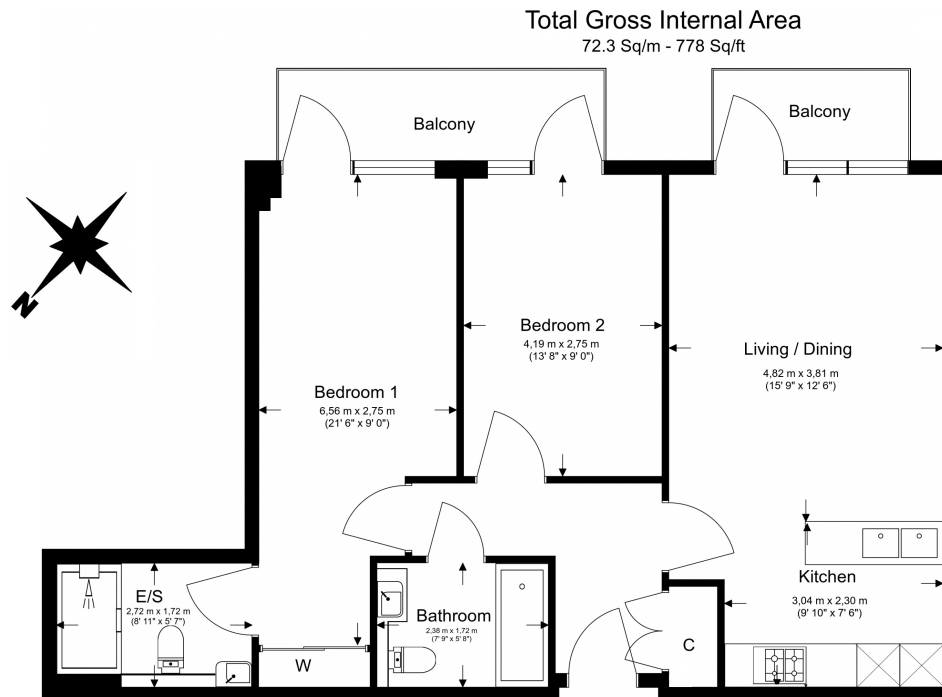 Total Gross Internal Area
72.3 Sq/m - 778 Sq/ft
Balcony
Balcony
N
Bedroom 1
6,56 m x 2,75 m
(21' 6" x 9' 0")
Bedroom 2
4,19 m x 2,75 m
(13' 8" x 9' 0")
Living / Dining
4,82 m x 3,81 m
(15' 9" x 12' 6")
E/S
2,72 m x 1,72 m
(8' 11" x 5' 7")
W
Bathroom
2,38 m x 1,72 m
(7' 9" x 5' 8")
C
Kitchen
3,04 m x 2,30 m
(9' 10" x 7' 6")